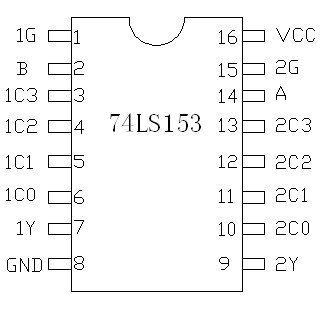 1G 1 16 VCC
B 2 15 2G
1C3 3 14 A
1C2 4 74LS153 13 2C3
1C1 5 12 2C2
1C0 6 11 2C1
1Y 7 10 2C0
GND 8 9 2Y